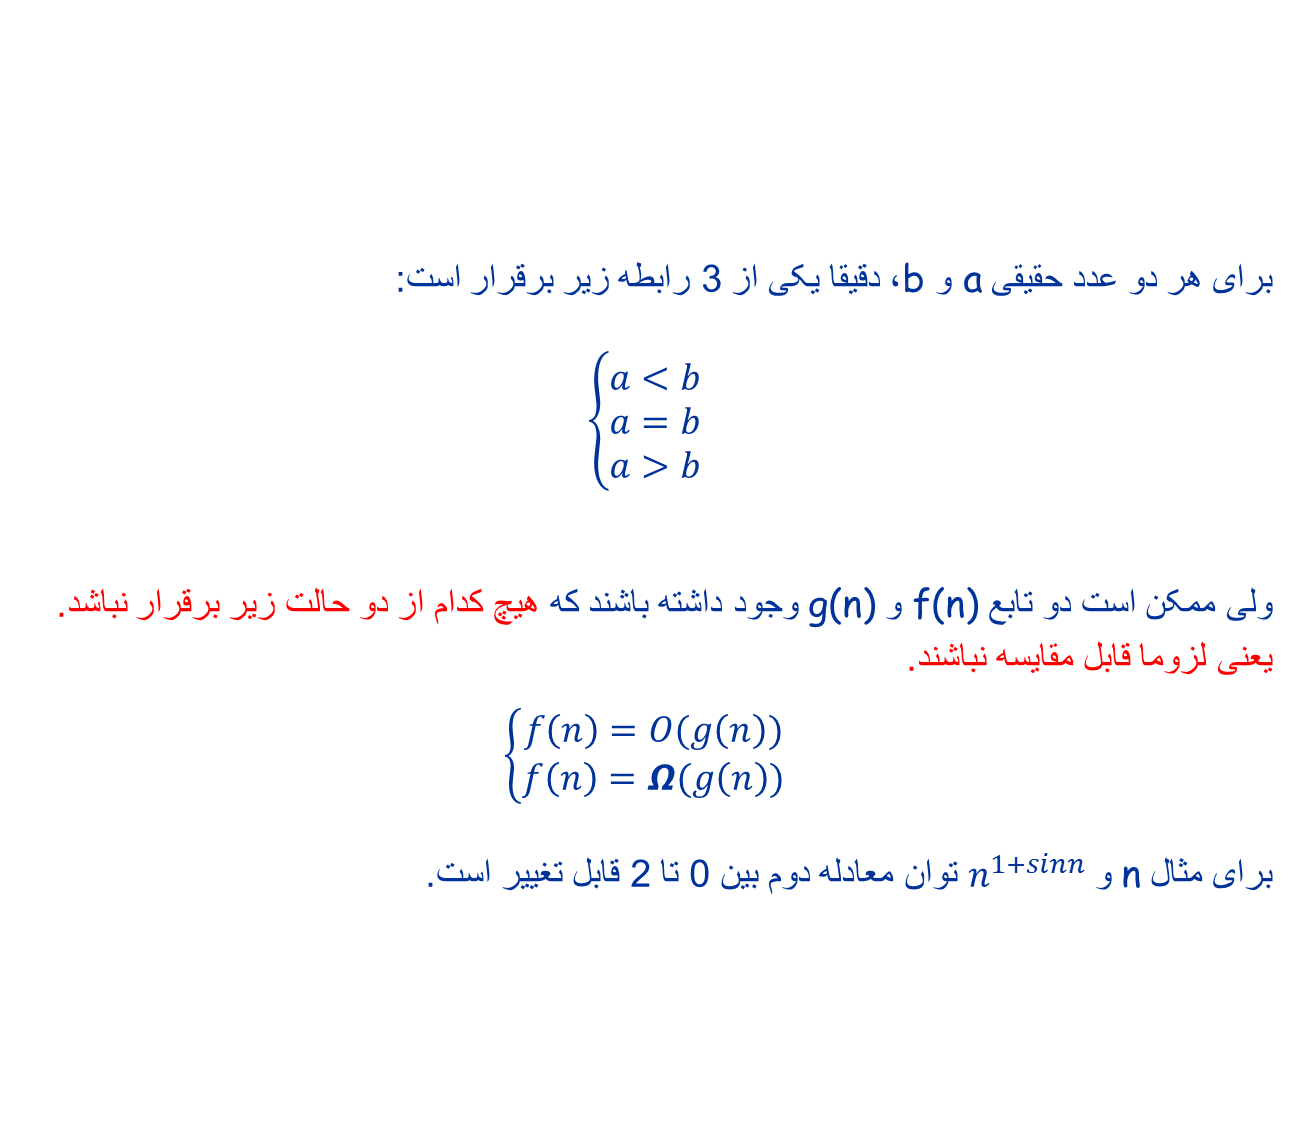 برای هر دو عدد حقیقی a و b، دقیقا یکی از 3 رابطه زیر برقرار است:
a < b
a = b
a > b
ولی ممکن است دو تابع f(n) و g(n) وجود داشته باشند که هیچ کدام از دو حالت زیر برقرار نباشد.
یعنی لزوما قابل مقایسه نباشند.
f(n) = O(g(n))
f(n) = Ω(g(n))
برای مثال n و n^{1+sinn} توان معادله دوم بین 0 تا 2 قابل تغییر است.